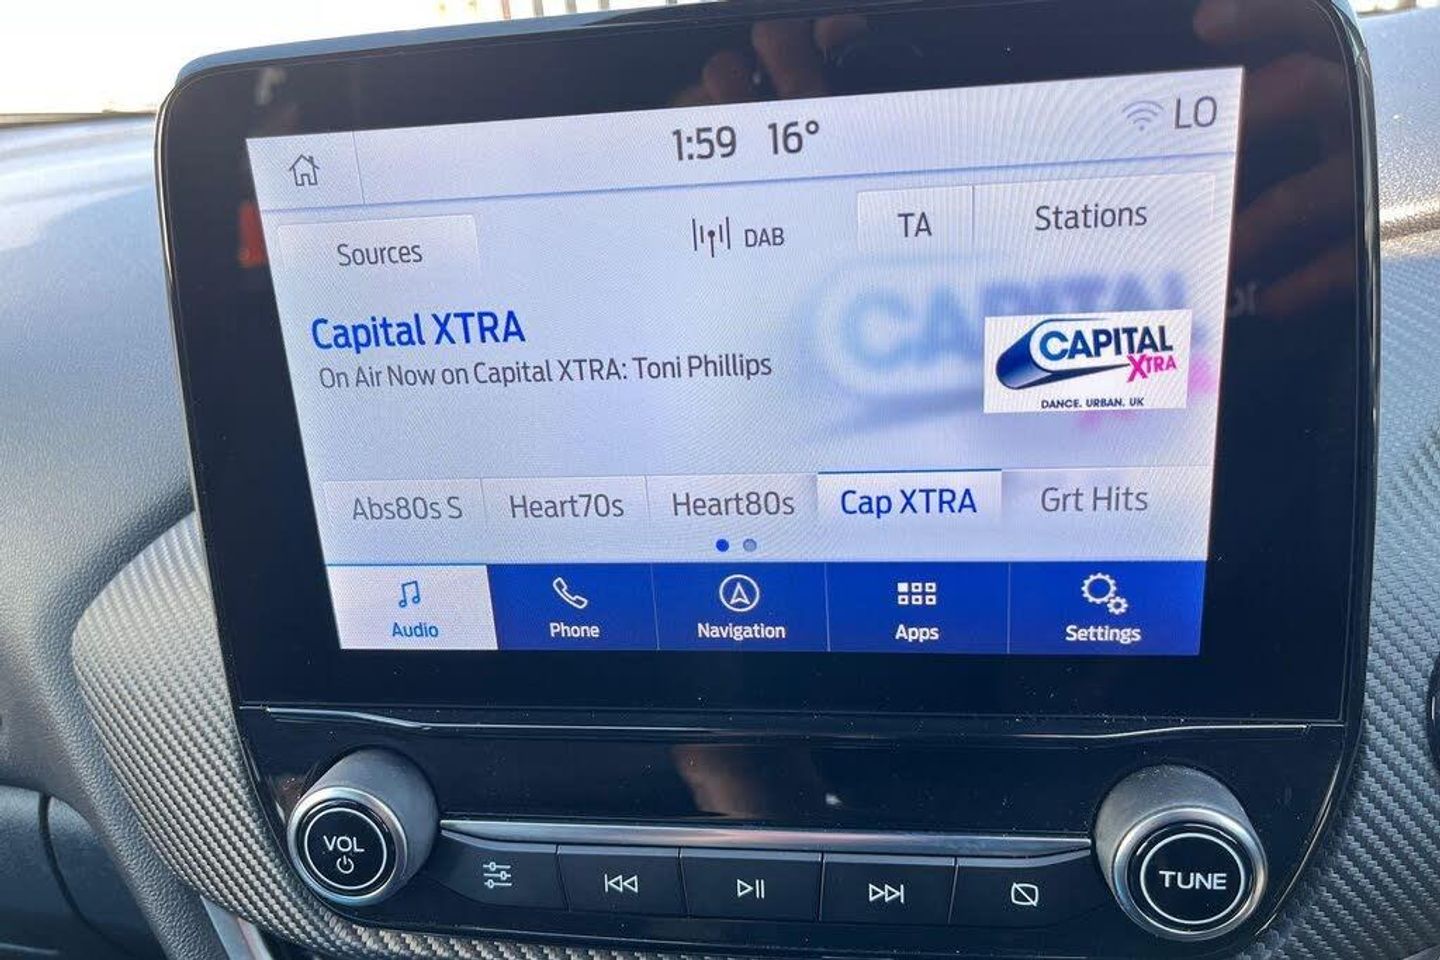 1:59 16° LO
Sources DAB TA Stations
Capital XTRA
On Air Now on Capital XTRA: Toni Phillips
CAPITAL
XTRA
DANCE. URBAN. UK
Abs80s S Heart70s Heart80s Cap XTRA Grt Hits
Audio Phone Navigation Apps Settings
VOL
TUNE